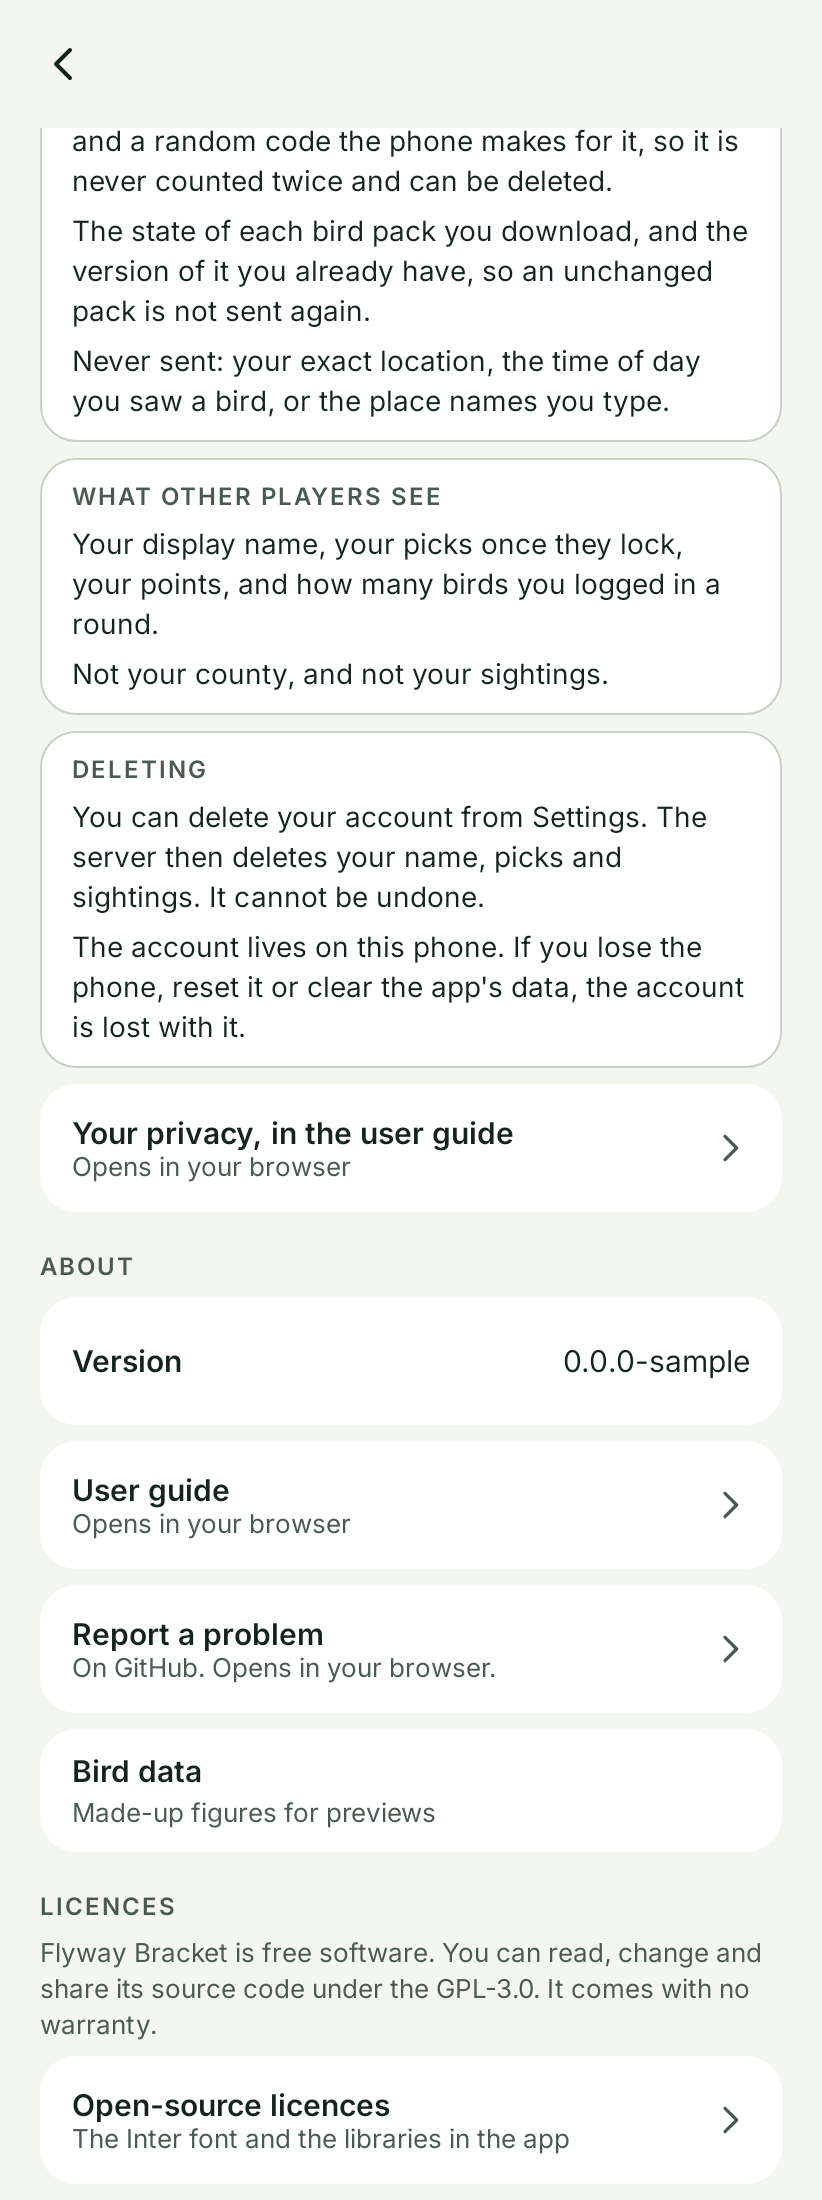 and a random code the phone makes for it, so it is
never counted twice and can be deleted.
The state of each bird pack you download, and the
version of it you already have, so an unchanged
pack is not sent again.
Never sent: your exact location, the time of day
you saw a bird, or the place names you type.
WHAT OTHER PLAYERS SEE
Your display name, your picks once they lock,
your points, and how many birds you logged in a
round.
Not your county, and not your sightings.
DELETING
You can delete your account from Settings. The
server then deletes your name, picks and
sightings. It cannot be undone.
The account lives on this phone. If you lose the
phone, reset it or clear the app's data, the account
is lost with it.
Your privacy, in the user guide
Opens in your browser
ABOUT
Version 0.0.0-sample
User guide
Opens in your browser
Report a problem
On GitHub. Opens in your browser.
Bird data
Made-up figures for previews
LICENCES
Flyway Bracket is free software. You can read, change and
share its source code under the GPL-3.0. It comes with no
warranty.
Open-source licences
The Inter font and the libraries in the app